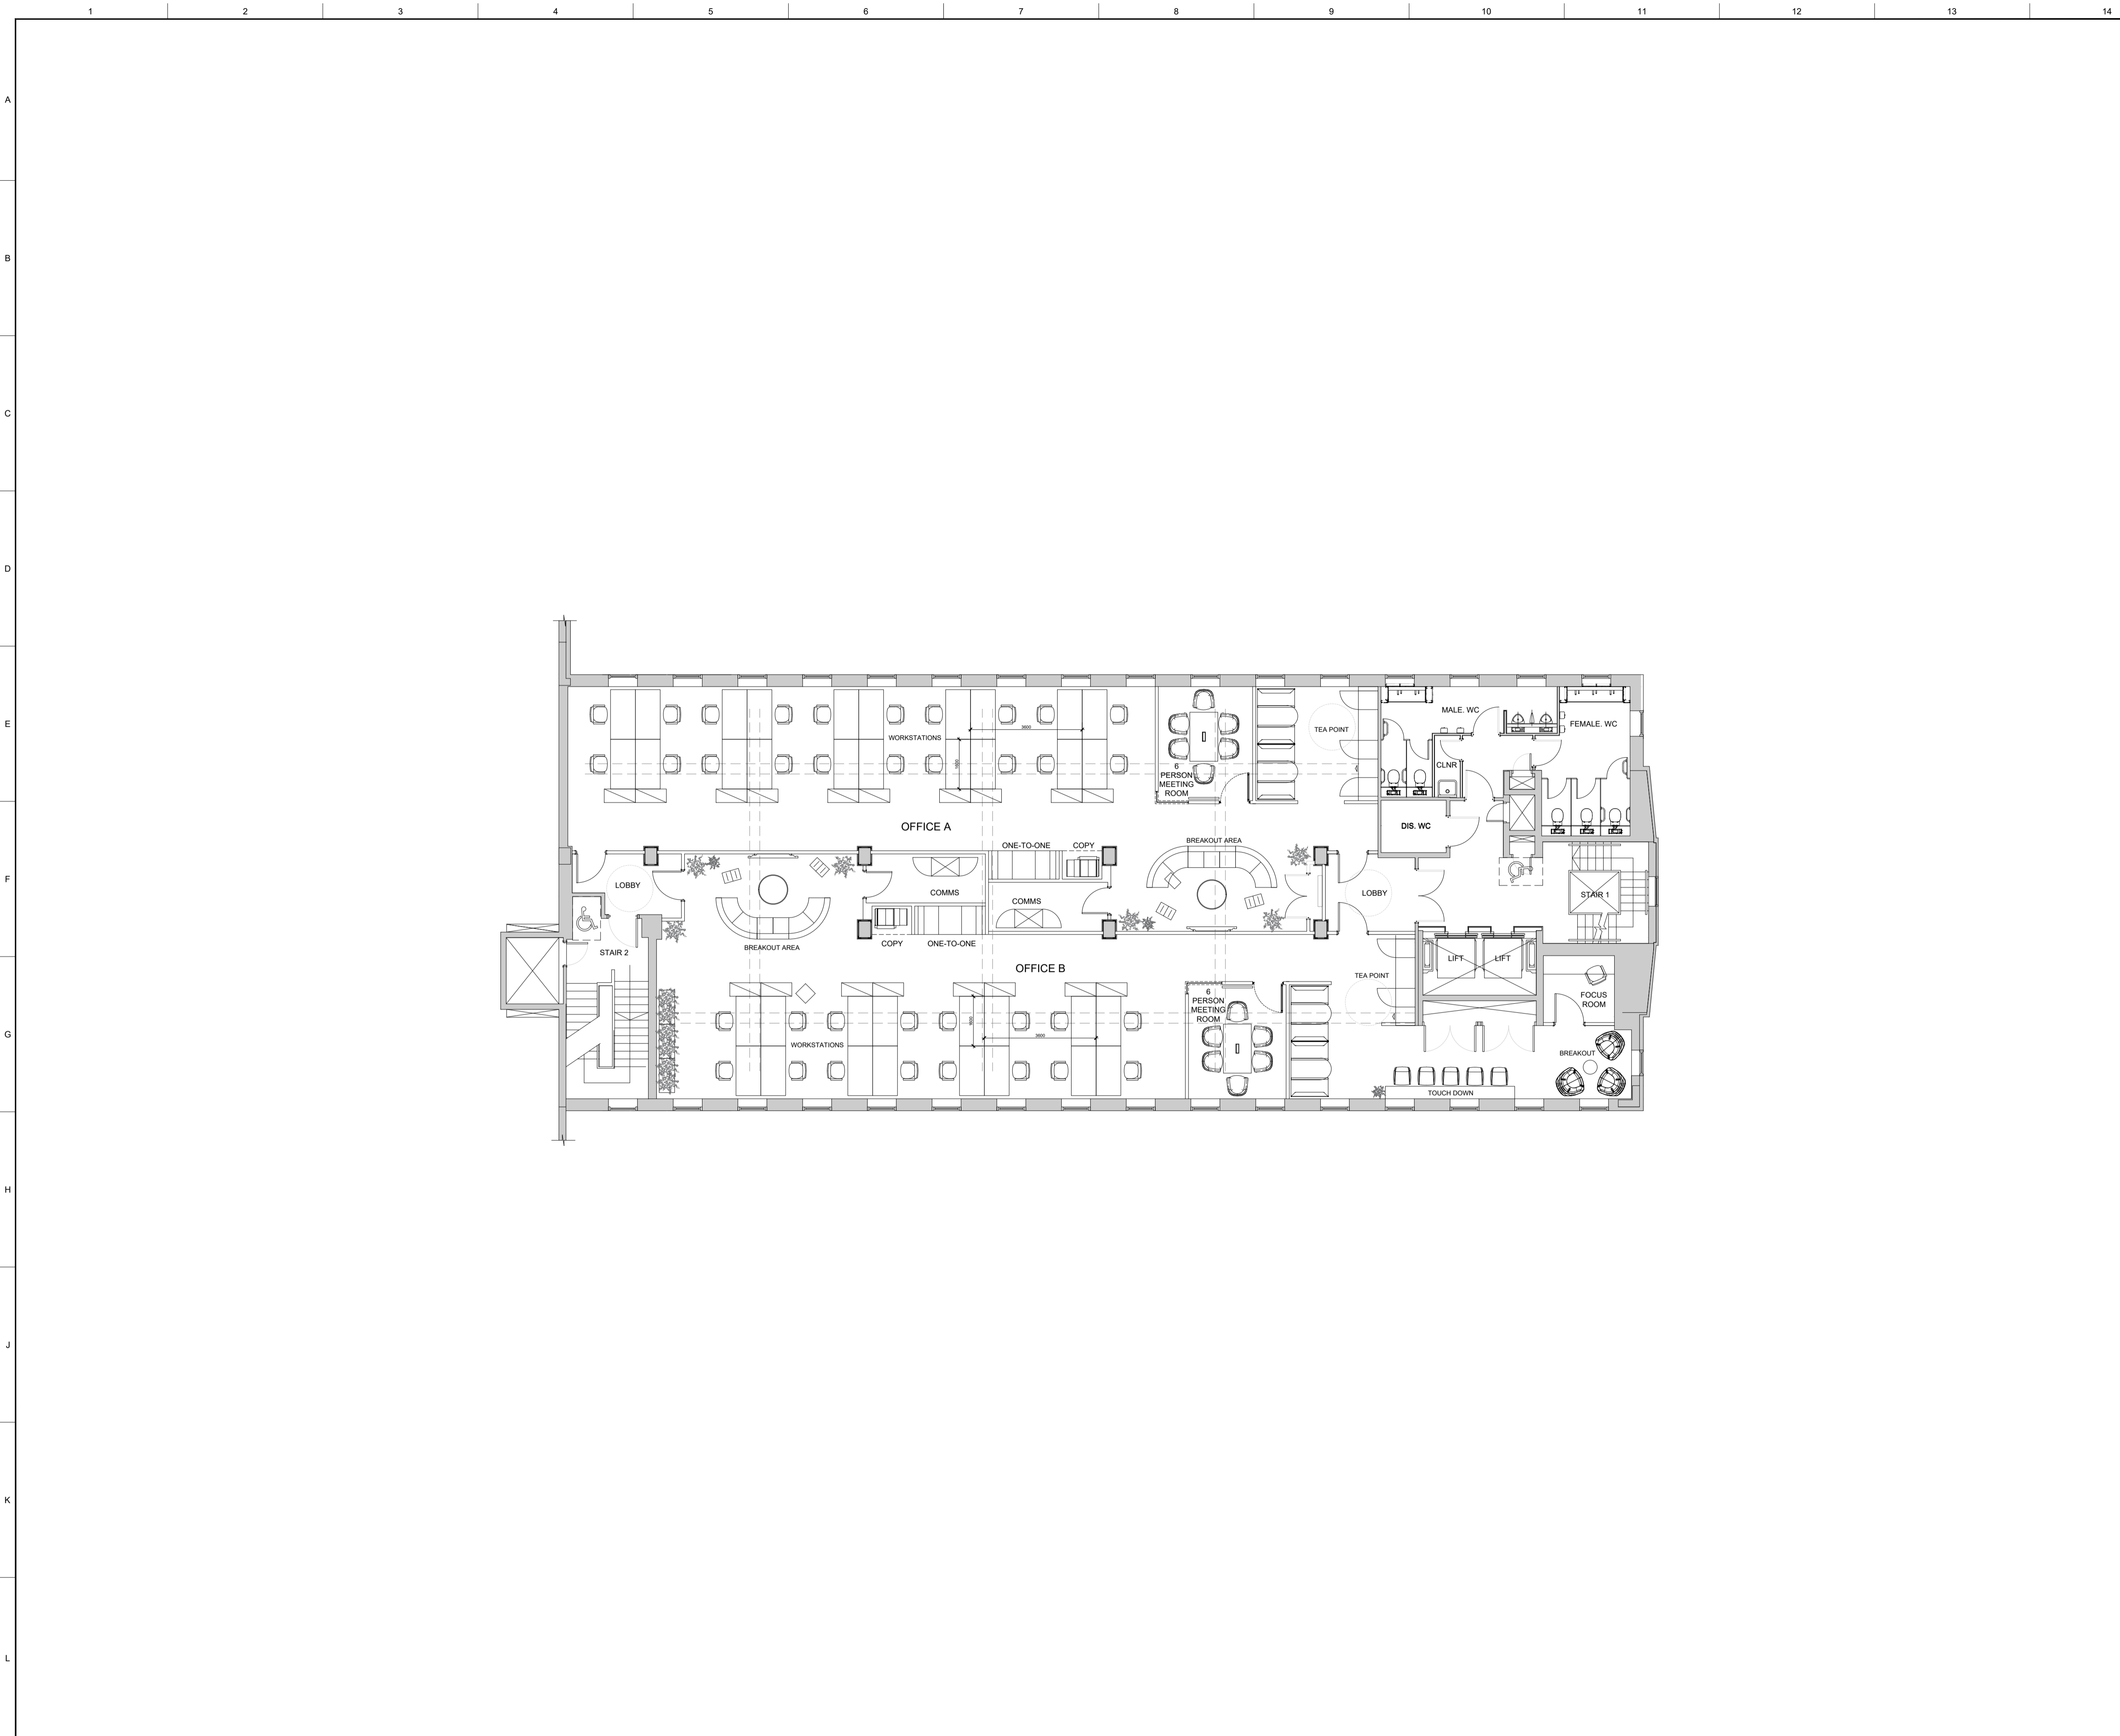 1 2 3 4 5 6 7 8 9 10 11 12 13 14
A
B
C
D
E
F
G
H
J
K
L
MALE. WC
FEMALE. WC
3600
TEA POINT
WORKSTATIONS
1600
CLNR
6
PERSON
MEETING
ROOM
OFFICE A
DIS. WC
BREAKOUT AREA
ONE-TO-ONE
COPY
LOBBY
COMMS
LOBBY
STAIR 1
COMMS
COPY
ONE-TO-ONE
BREAKOUT AREA
STAIR 2
LIFT
LIFT
OFFICE B
TEA POINT
6
PERSON
MEETING
ROOM
FOCUS
ROOM
1600
3600
WORKSTATIONS
BREAKOUT
TOUCH DOWN